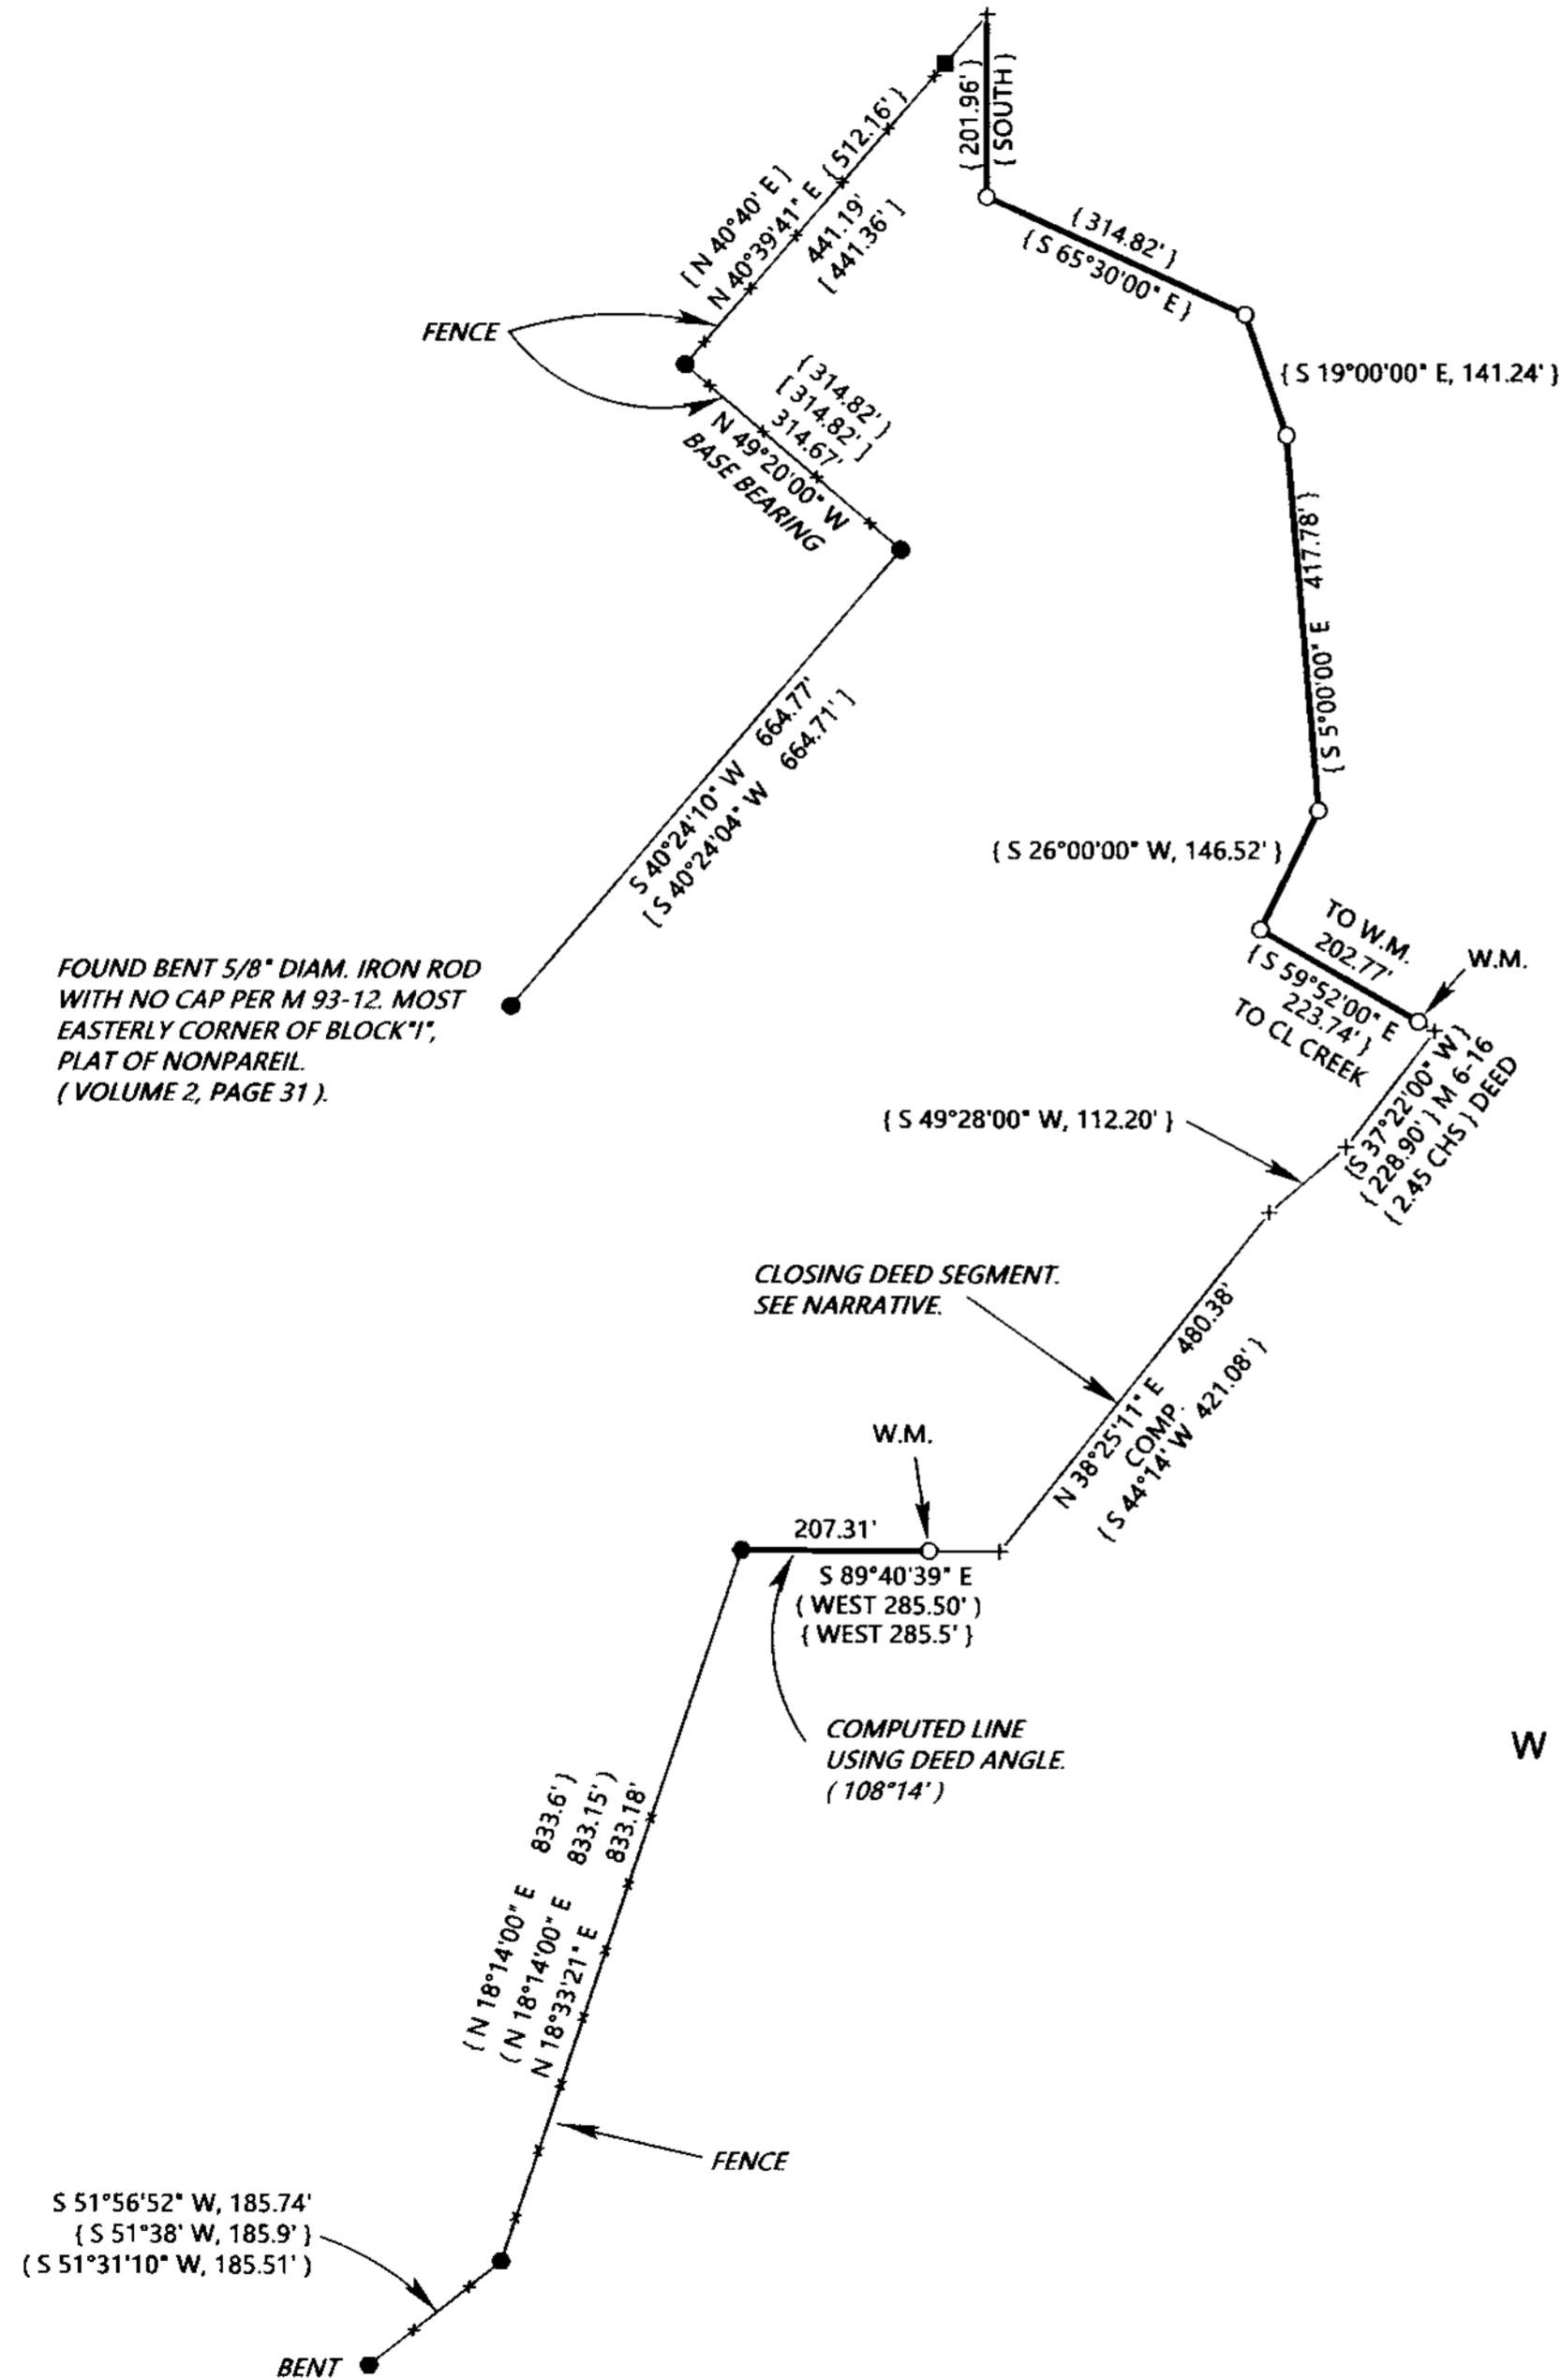 { 201.96' }
{ SOUTH }
[ N 40°40' E ]
N 40°39'41" E { 512.16' }
441.19'
[ 441.36' ]
{ 314.82' }
{ S 65°30'00" E }
FENCE
{ S 19°00'00" E, 141.24' }
{ 314.82' }
[ 314.82' ]
314.67'
N 49°20'00" W
BASE BEARING
{ S 5°00'00" E 417.78' }
S 40°24'10" W 664.77'
[ S 40°24'04" W 664.71' ]
{ S 26°00'00" W, 146.52' }
TO W.M.
202.77'
W.M.
{ S 59°52'00" E
223.74' }
TO CL CREEK
FOUND BENT 5/8" DIAM. IRON ROD
WITH NO CAP PER M 93-12. MOST
EASTERLY CORNER OF BLOCK "I",
PLAT OF NONPAREIL.
( VOLUME 2, PAGE 31 ).
{S 37°22'00" W }
{ 228.90' } M 6-16
{ 2.45 CHS } DEED
{ S 49°28'00" W, 112.20' }
CLOSING DEED SEGMENT.
SEE NARRATIVE.
N 38°25'11" E 480.38'
COMP.
{ S 44°14' W 421.08' }
W.M.
207.31'
S 89°40'39" E
( WEST 285.50' )
{ WEST 285.5' }
COMPUTED LINE
USING DEED ANGLE.
( 108°14' )
W
{ N 18°14'00" E 833.6' }
( N 18°14'00" E 833.15' )
N 18°33'21" E 833.18'
FENCE
S 51°56'52" W, 185.74'
{ S 51°38' W, 185.9' }
( S 51°31'10" W, 185.51' )
BENT